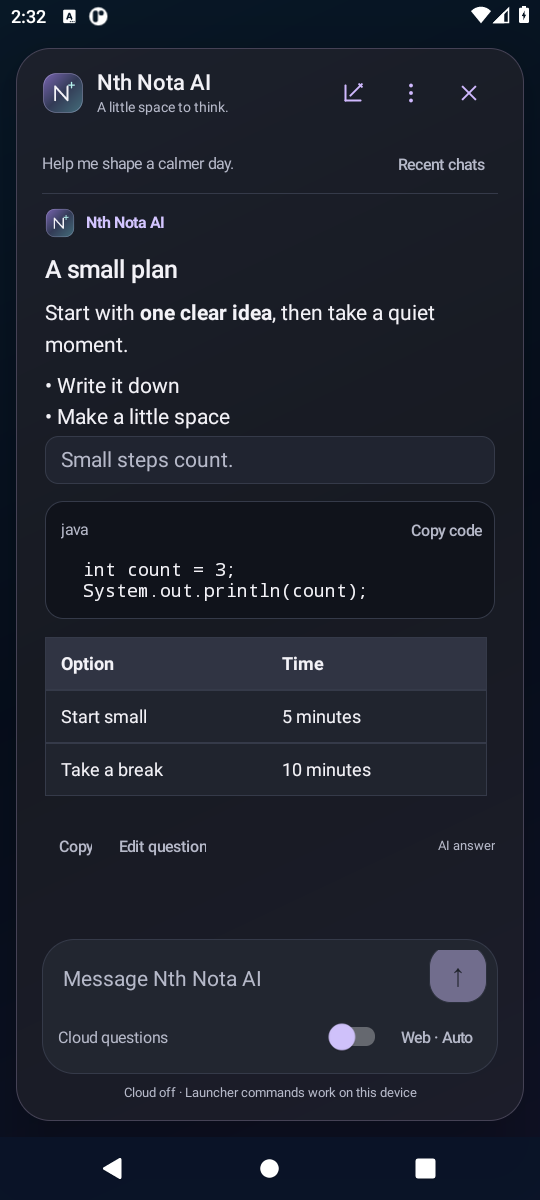 2:32
Nth Nota AI
A little space to think.
Help me shape a calmer day.
Recent chats
Nth Nota AI
A small plan
Start with one clear idea, then take a quiet
moment.
• Write it down
• Make a little space
Small steps count.
java
Copy code
int count = 3;
System.out.println(count);
Option Time
Start small 5 minutes
Take a break 10 minutes
Copy Edit question AI answer
Message Nth Nota AI
↑
Cloud questions
Web · Auto
Cloud off · Launcher commands work on this device